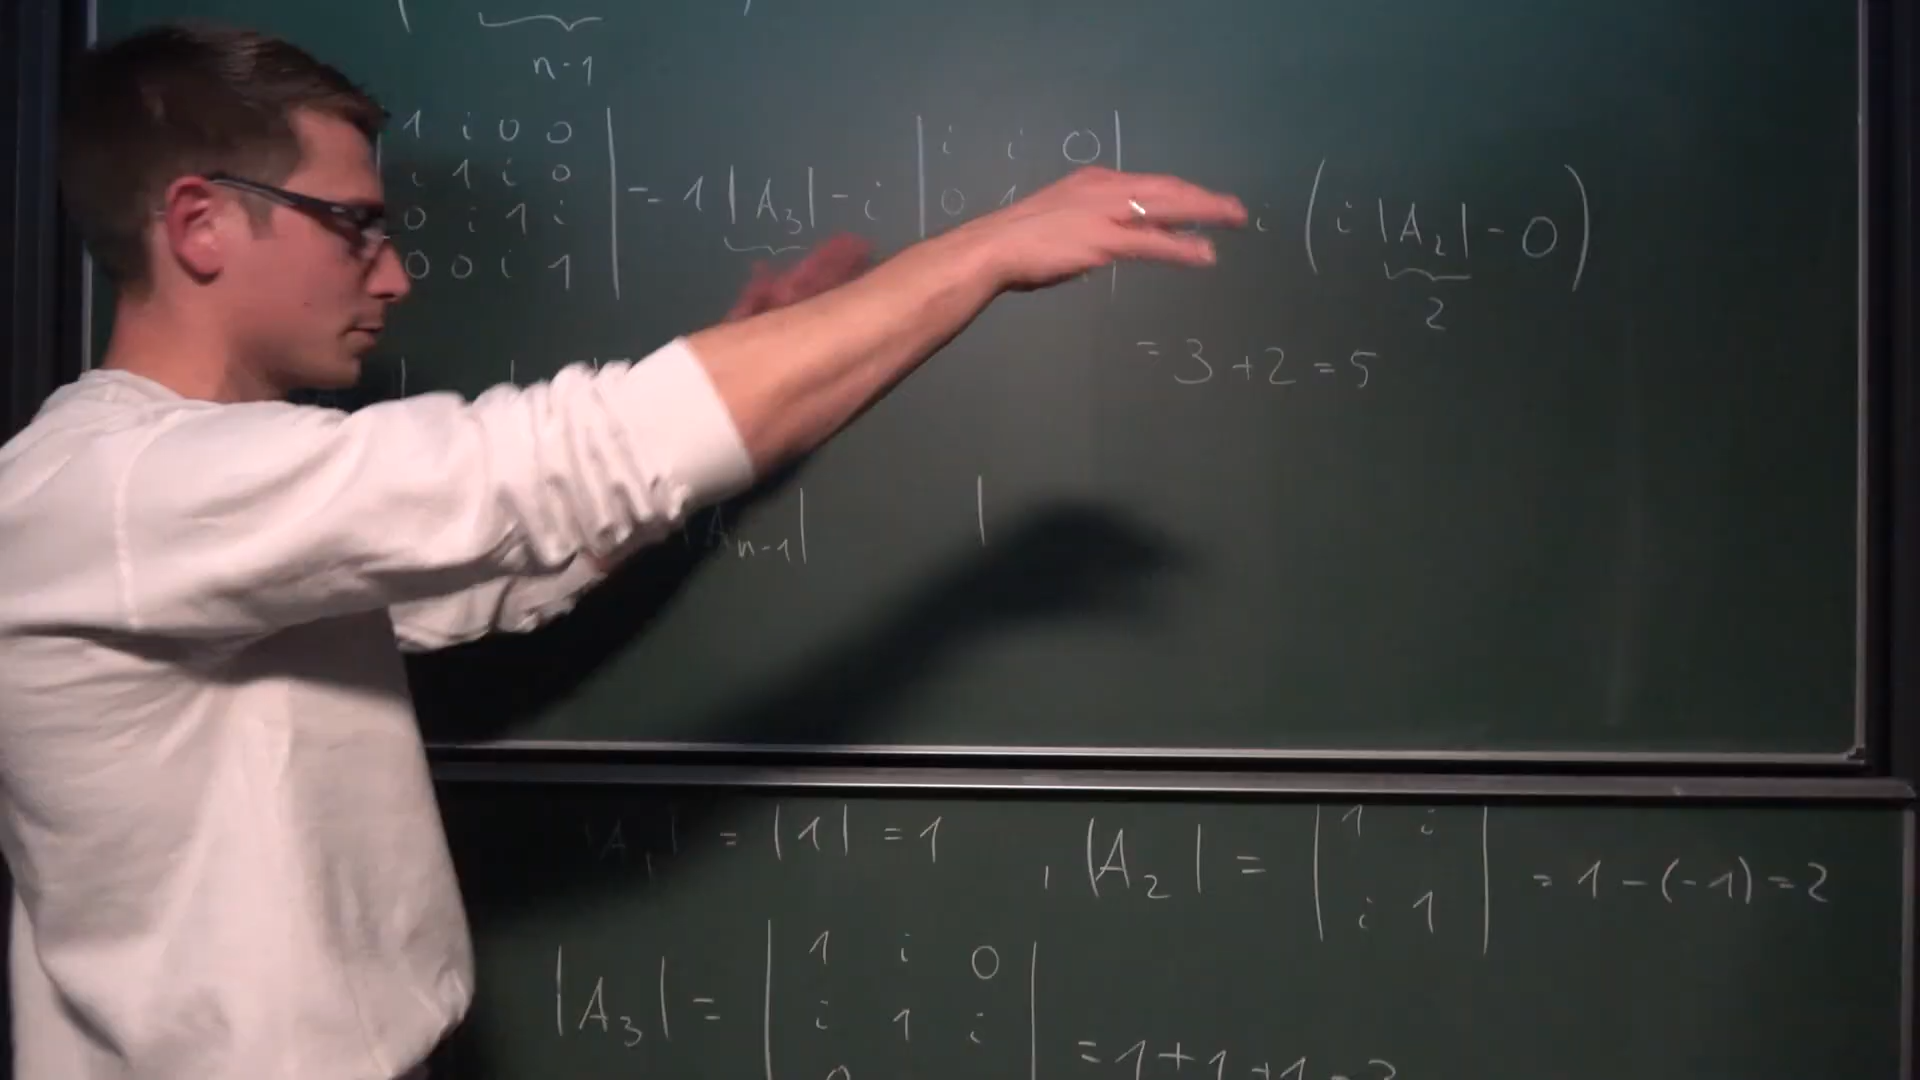 n-1
1 i 0 0
i 1 i 0
0 i 1 i
0 0 i 1
= 1 |A₃| - i
i i 0
0 1
i ( i |A₂| - 0 )
2
= 3 + 2 = 5
|Aₙ₋₁| |
|A₁| = |1| = 1 , |A₂| =
1 i
i 1
= 1 - (-1) = 2
|A₃| =
1 i 0
i 1 i
0
= 1 + 1 + 1 = 3